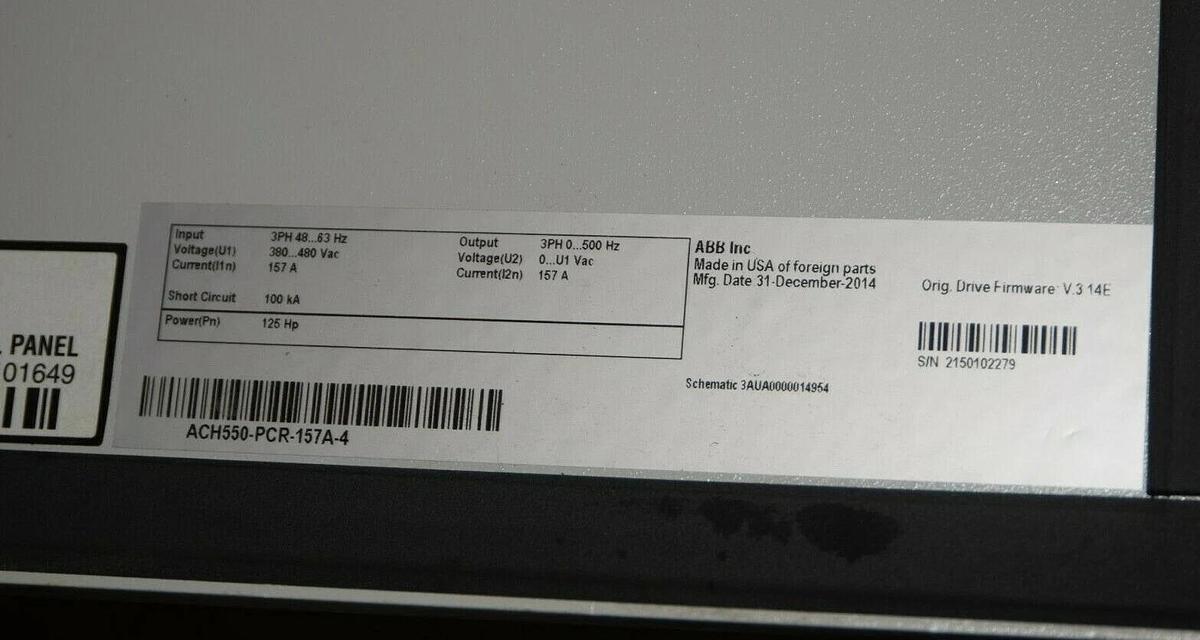 Input 3PH 48...63 Hz
Voltage(U1) 380...480 Vac
Current(I1n) 157 A
Short Circuit 100 kA
Power(Pn) 125 Hp
Output 3PH 0...500 Hz
Voltage(U2) 0...U1 Vac
Current(I2n) 157 A
ABB Inc
Made in USA of foreign parts
Mfg. Date 31-December-2014
Orig. Drive Firmware: V.3 14E
S/N 2150102279
Schematic 3AUA0000014954
ACH550-PCR-157A-4
PANEL
01649